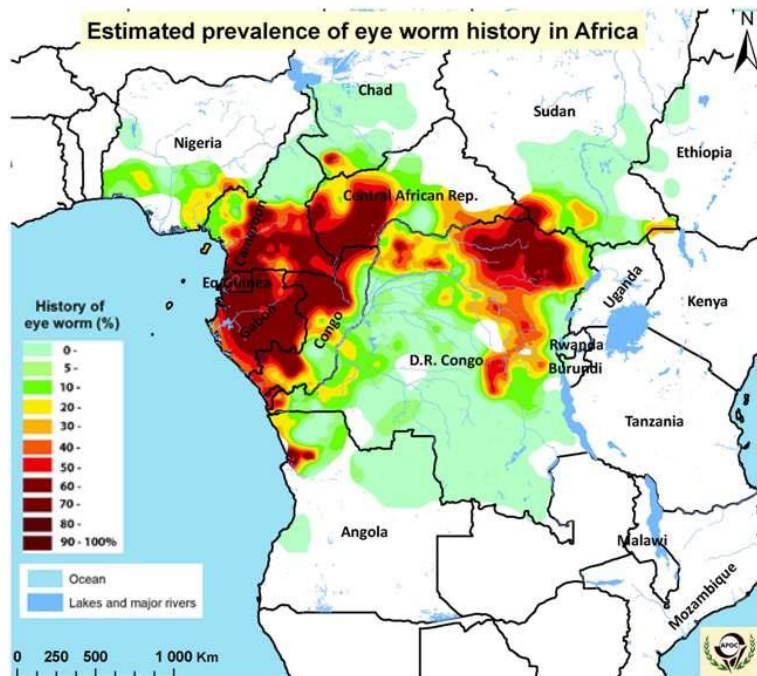 Estimated prevalence of eye worm history in Africa
N
Chad
Sudan
Nigeria
Ethiopia
Central African Rep.
Cameroon
Eq. Guinea
Uganda
Kenya
Gabon
Congo
Rwanda
D.R. Congo
Burundi
Tanzania
Angola
Malawi
Mozambique
History of
eye worm (%)
0 -
5 -
10 -
20 -
30 -
40 -
50 -
60 -
70 -
80 -
90 - 100%
Ocean
Lakes and major rivers
0 250 500 1 000 Km
APOC